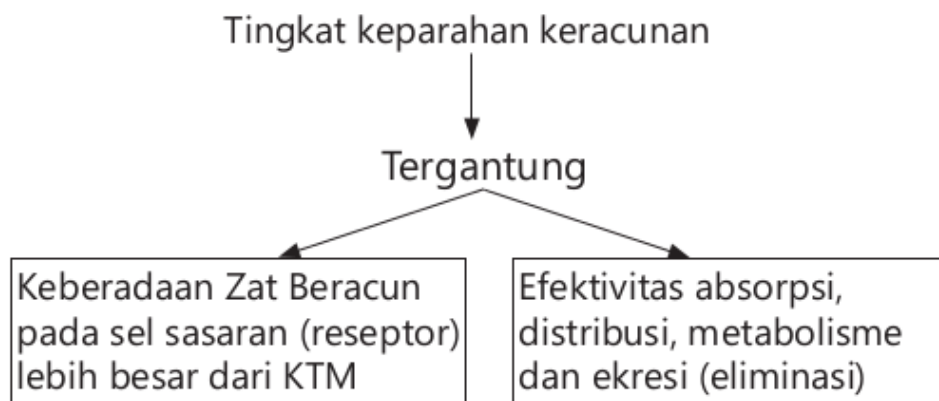 Tingkat keparahan keracunan
Tergantung
Keberadaan Zat Beracun
pada sel sasaran (reseptor)
lebih besar dari KTM
Efektivitas absorpsi,
distribusi, metabolisme
dan ekresi (eliminasi)